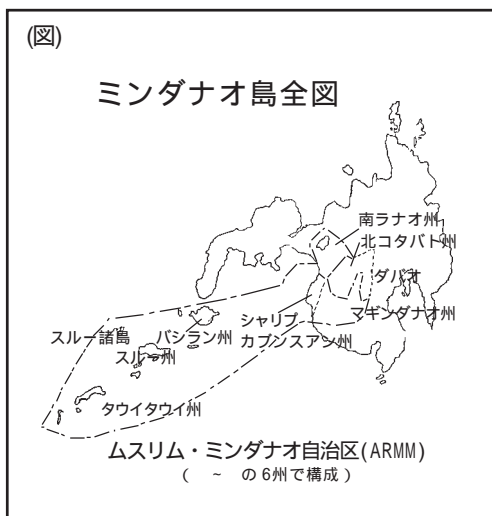 (図)
ミンダナオ島全図
南ラナオ州
北コタバト州
ダバオ
マギンダナオ州
シャリプ
カブンスアン州
スルー諸島
バシラン州
スルー州
タウイタウイ州
ムスリム・ミンダナオ自治区(ARMM)
( ~ の6州で構成)